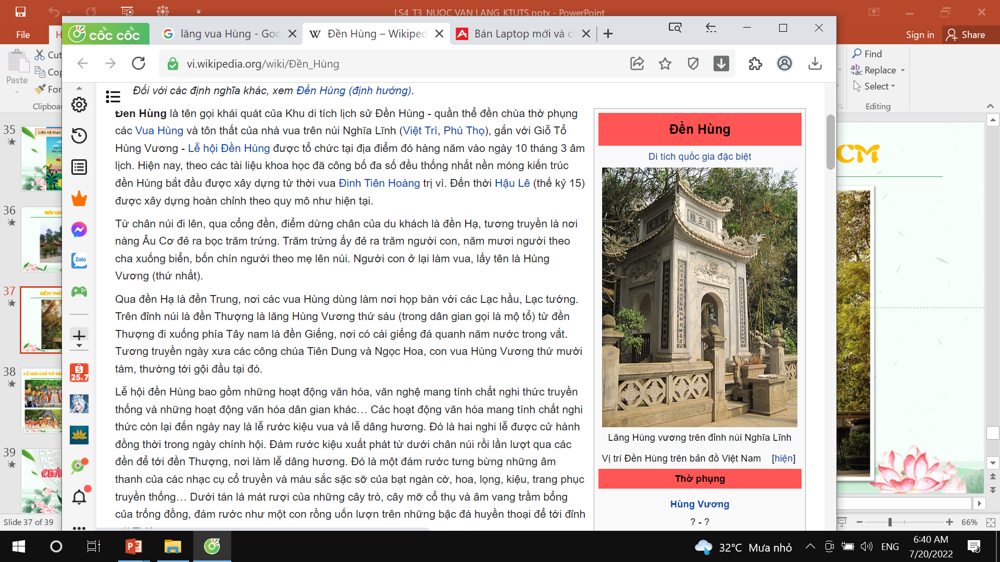 LS4_T3_NUOC VAN LANG_KTUTS.pptx - PowerPoint
File
Sign in
Share
CỐC CỐC
lăng vua Hùng - Goo
Đền Hùng – Wikiped
Bán Laptop mới và c
vi.wikipedia.org/wiki/Đền_Hùng
Paste
Cut
Cop
For
Clipboar
Find
Replace
Select
Editing
35
Liên hệ thực
36
37
38
39
CM
Zalo
25.7
Đối với các định nghĩa khác, xem Đền Hùng (định hướng).
Đền Hùng là tên gọi khái quát của Khu di tích lịch sử Đền Hùng - quần thể đền chùa thờ phụng
các Vua Hùng và tôn thất của nhà vua trên núi Nghĩa Lĩnh (Việt Trì, Phú Thọ), gắn với Giỗ Tổ
Hùng Vương - Lễ hội Đền Hùng được tổ chức tại địa điểm đó hàng năm vào ngày 10 tháng 3 âm
lịch. Hiện nay, theo các tài liệu khoa học đã công bố đa số đều thống nhất nền móng kiến trúc
đền Hùng bắt đầu được xây dựng từ thời vua Đinh Tiên Hoàng trị vì. Đến thời Hậu Lê (thế kỷ 15)
được xây dựng hoàn chỉnh theo quy mô như hiện tại.
Từ chân núi đi lên, qua cổng đền, điểm dừng chân của du khách là đền Hạ, tương truyền là nơi
nàng Âu Cơ đẻ ra bọc trăm trứng. Trăm trứng ấy đẻ ra trăm người con, năm mươi người theo
cha xuống biển, bốn chín người theo mẹ lên núi. Người con ở lại làm vua, lấy tên là Hùng
Vương (thứ nhất).
Qua đền Hạ là đền Trung, nơi các vua Hùng dùng làm nơi họp bàn với các Lạc hầu, Lạc tướng.
Trên đỉnh núi là đền Thượng là lăng Hùng Vương thứ sáu (trong dân gian gọi là mộ tổ) từ đền
Thượng đi xuống phía Tây nam là đền Giếng, nơi có cái giếng đá quanh năm nước trong vắt.
Tương truyền ngày xưa các công chúa Tiên Dung và Ngọc Hoa, con vua Hùng Vương thứ mười
tám, thường tới gội đầu tại đó.
Lễ hội đền Hùng bao gồm những hoạt động văn hóa, văn nghệ mang tính chất nghi thức truyền
thống và những hoạt động văn hóa dân gian khác… Các hoạt động văn hóa mang tính chất nghi
thức còn lại đến ngày nay là lễ rước kiệu vua và lễ dâng hương. Đó là hai nghi lễ được cử hành
đồng thời trong ngày chính hội. Đám rước kiệu xuất phát từ dưới chân núi rồi lần lượt qua các
đền để tới đền Thượng, nơi làm lễ dâng hương. Đó là một đám rước tưng bừng những âm
thanh của các nhạc cụ cổ truyền và màu sắc sặc sỡ của bạt ngàn cờ, hoa, lọng, kiệu, trang phục
truyền thống… Dưới tán lá mát rượi của những cây trò, cây mỡ cổ thụ và âm vang trầm bổng
của trống đồng, đám rước như một con rồng uốn lượn trên những bậc đá huyền thoại để tới đỉnh
Đền Hùng
Di tích quốc gia đặc biệt
Lăng Hùng vương trên đỉnh núi Nghĩa Lĩnh
Vị trí Đền Hùng trên bản đồ Việt Nam [hiện]
Thờ phụng
Hùng Vương
? - ?
Slide 37 of 39
66%
32°C Mưa nhỏ
ENG
6:40 AM
7/20/2022